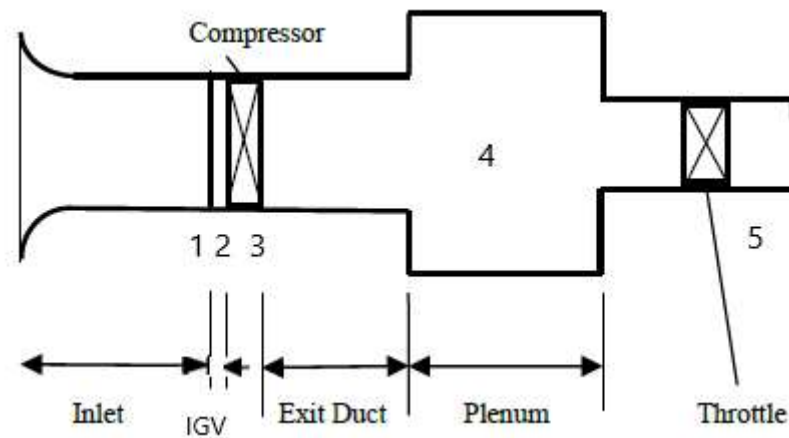 Compressor
4
1 2 3
5
Inlet
IGV
Exit Duct
Plenum
Throttle